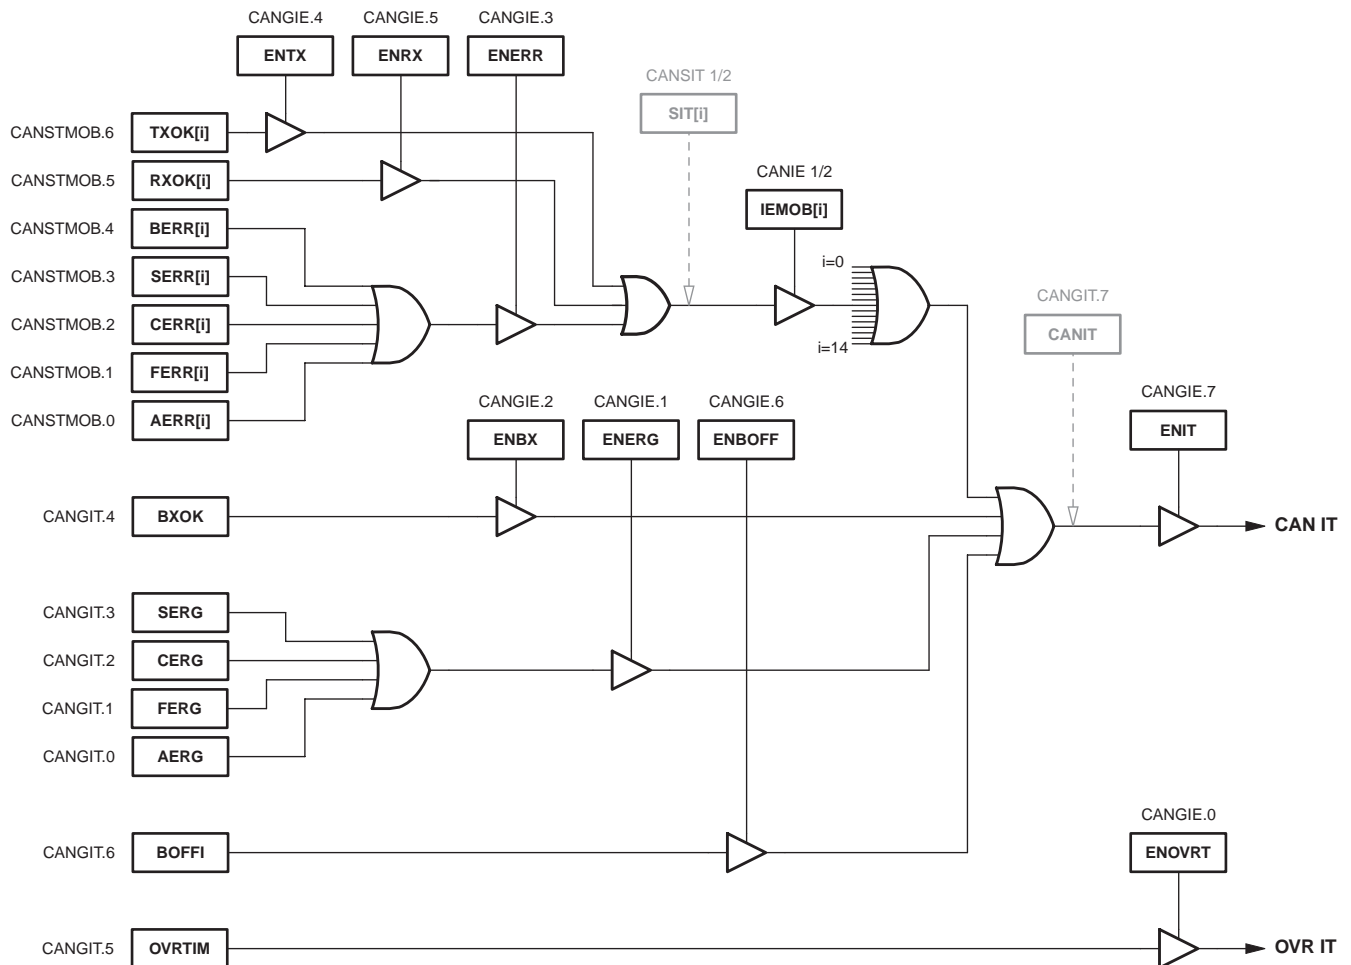 CANGIE.4 CANGIE.5 CANGIE.3
ENTX ENRX ENERR
CANSIT 1/2
SIT[i]
CANSTMOB.6 TXOK[i]
CANSTMOB.5 RXOK[i]
CANIE 1/2
IEMOB[i]
CANSTMOB.4 BERR[i]
i=0
CANSTMOB.3 SERR[i]
CANGIT.7
CANIT
CANSTMOB.2 CERR[i]
i=14
CANSTMOB.1 FERR[i]
CANGIE.2 CANGIE.1 CANGIE.6
CANGIE.7
CANSTMOB.0 AERR[i]
ENBX ENERG ENBOFF
ENIT
CANGIT.4 BXOK
CAN IT
CANGIT.3 SERG
CANGIT.2 CERG
CANGIT.1 FERG
CANGIT.0 AERG
CANGIE.0
CANGIT.6 BOFFI
ENOVRT
CANGIT.5 OVRTIM
OVR IT